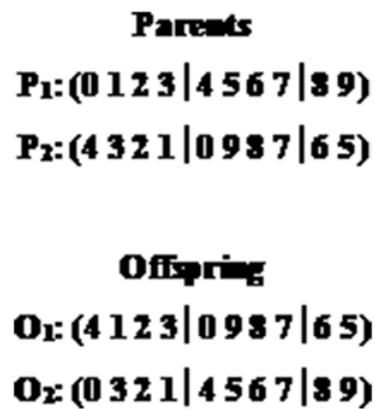 Parents
P₁:(0 1 2 3|4 5 6 7|8 9)
P₂:(4 3 2 1|0 9 8 7|6 5)
Offspring
O₁:(4 1 2 3|0 9 8 7|6 5)
O₂:(0 3 2 1|4 5 6 7|8 9)